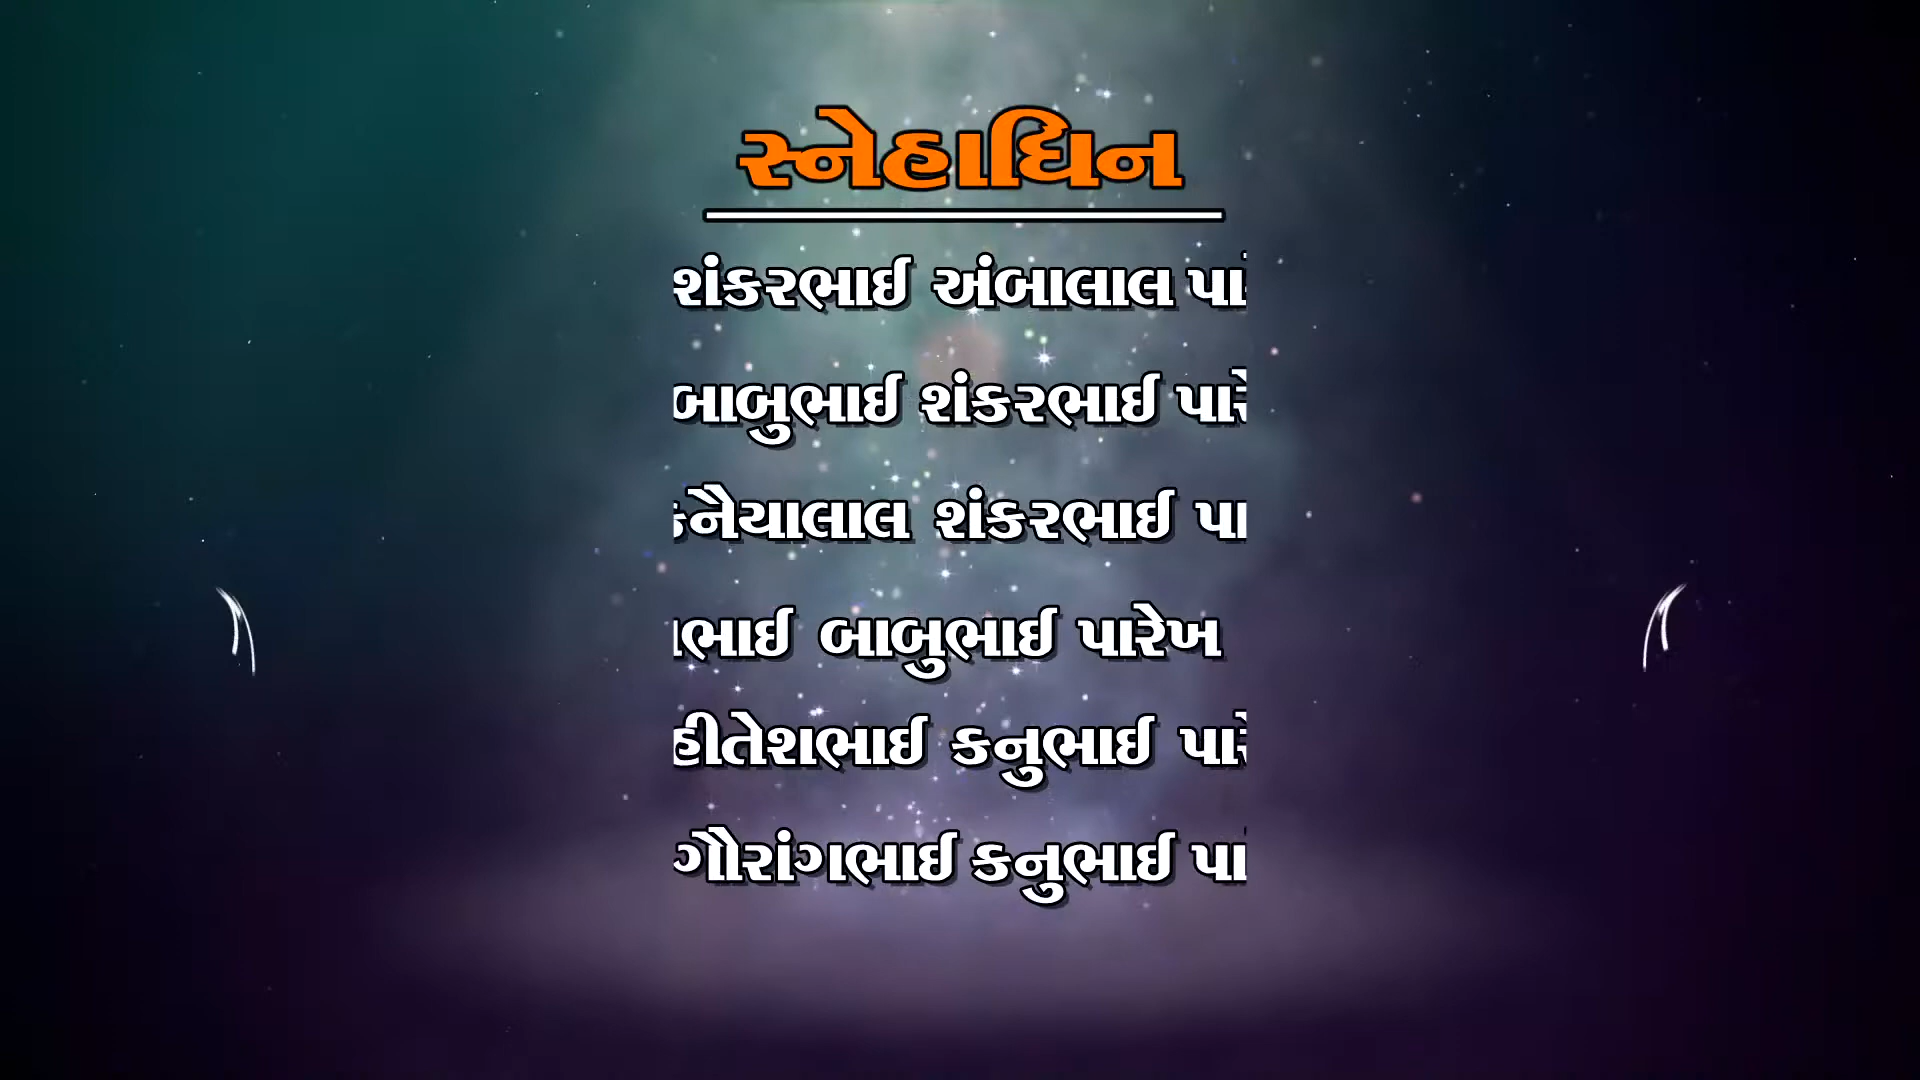 સ્નેહાધિન
શંકરભાઈ અંબાલાલ
બાબુભાઈ શંકરભાઈ
શંકરભાઈ
બાબુભાઈ પારેખ
હીતેશભાઈ કનુભાઈ
ગૌરાંગભાઈ કનુભાઈ